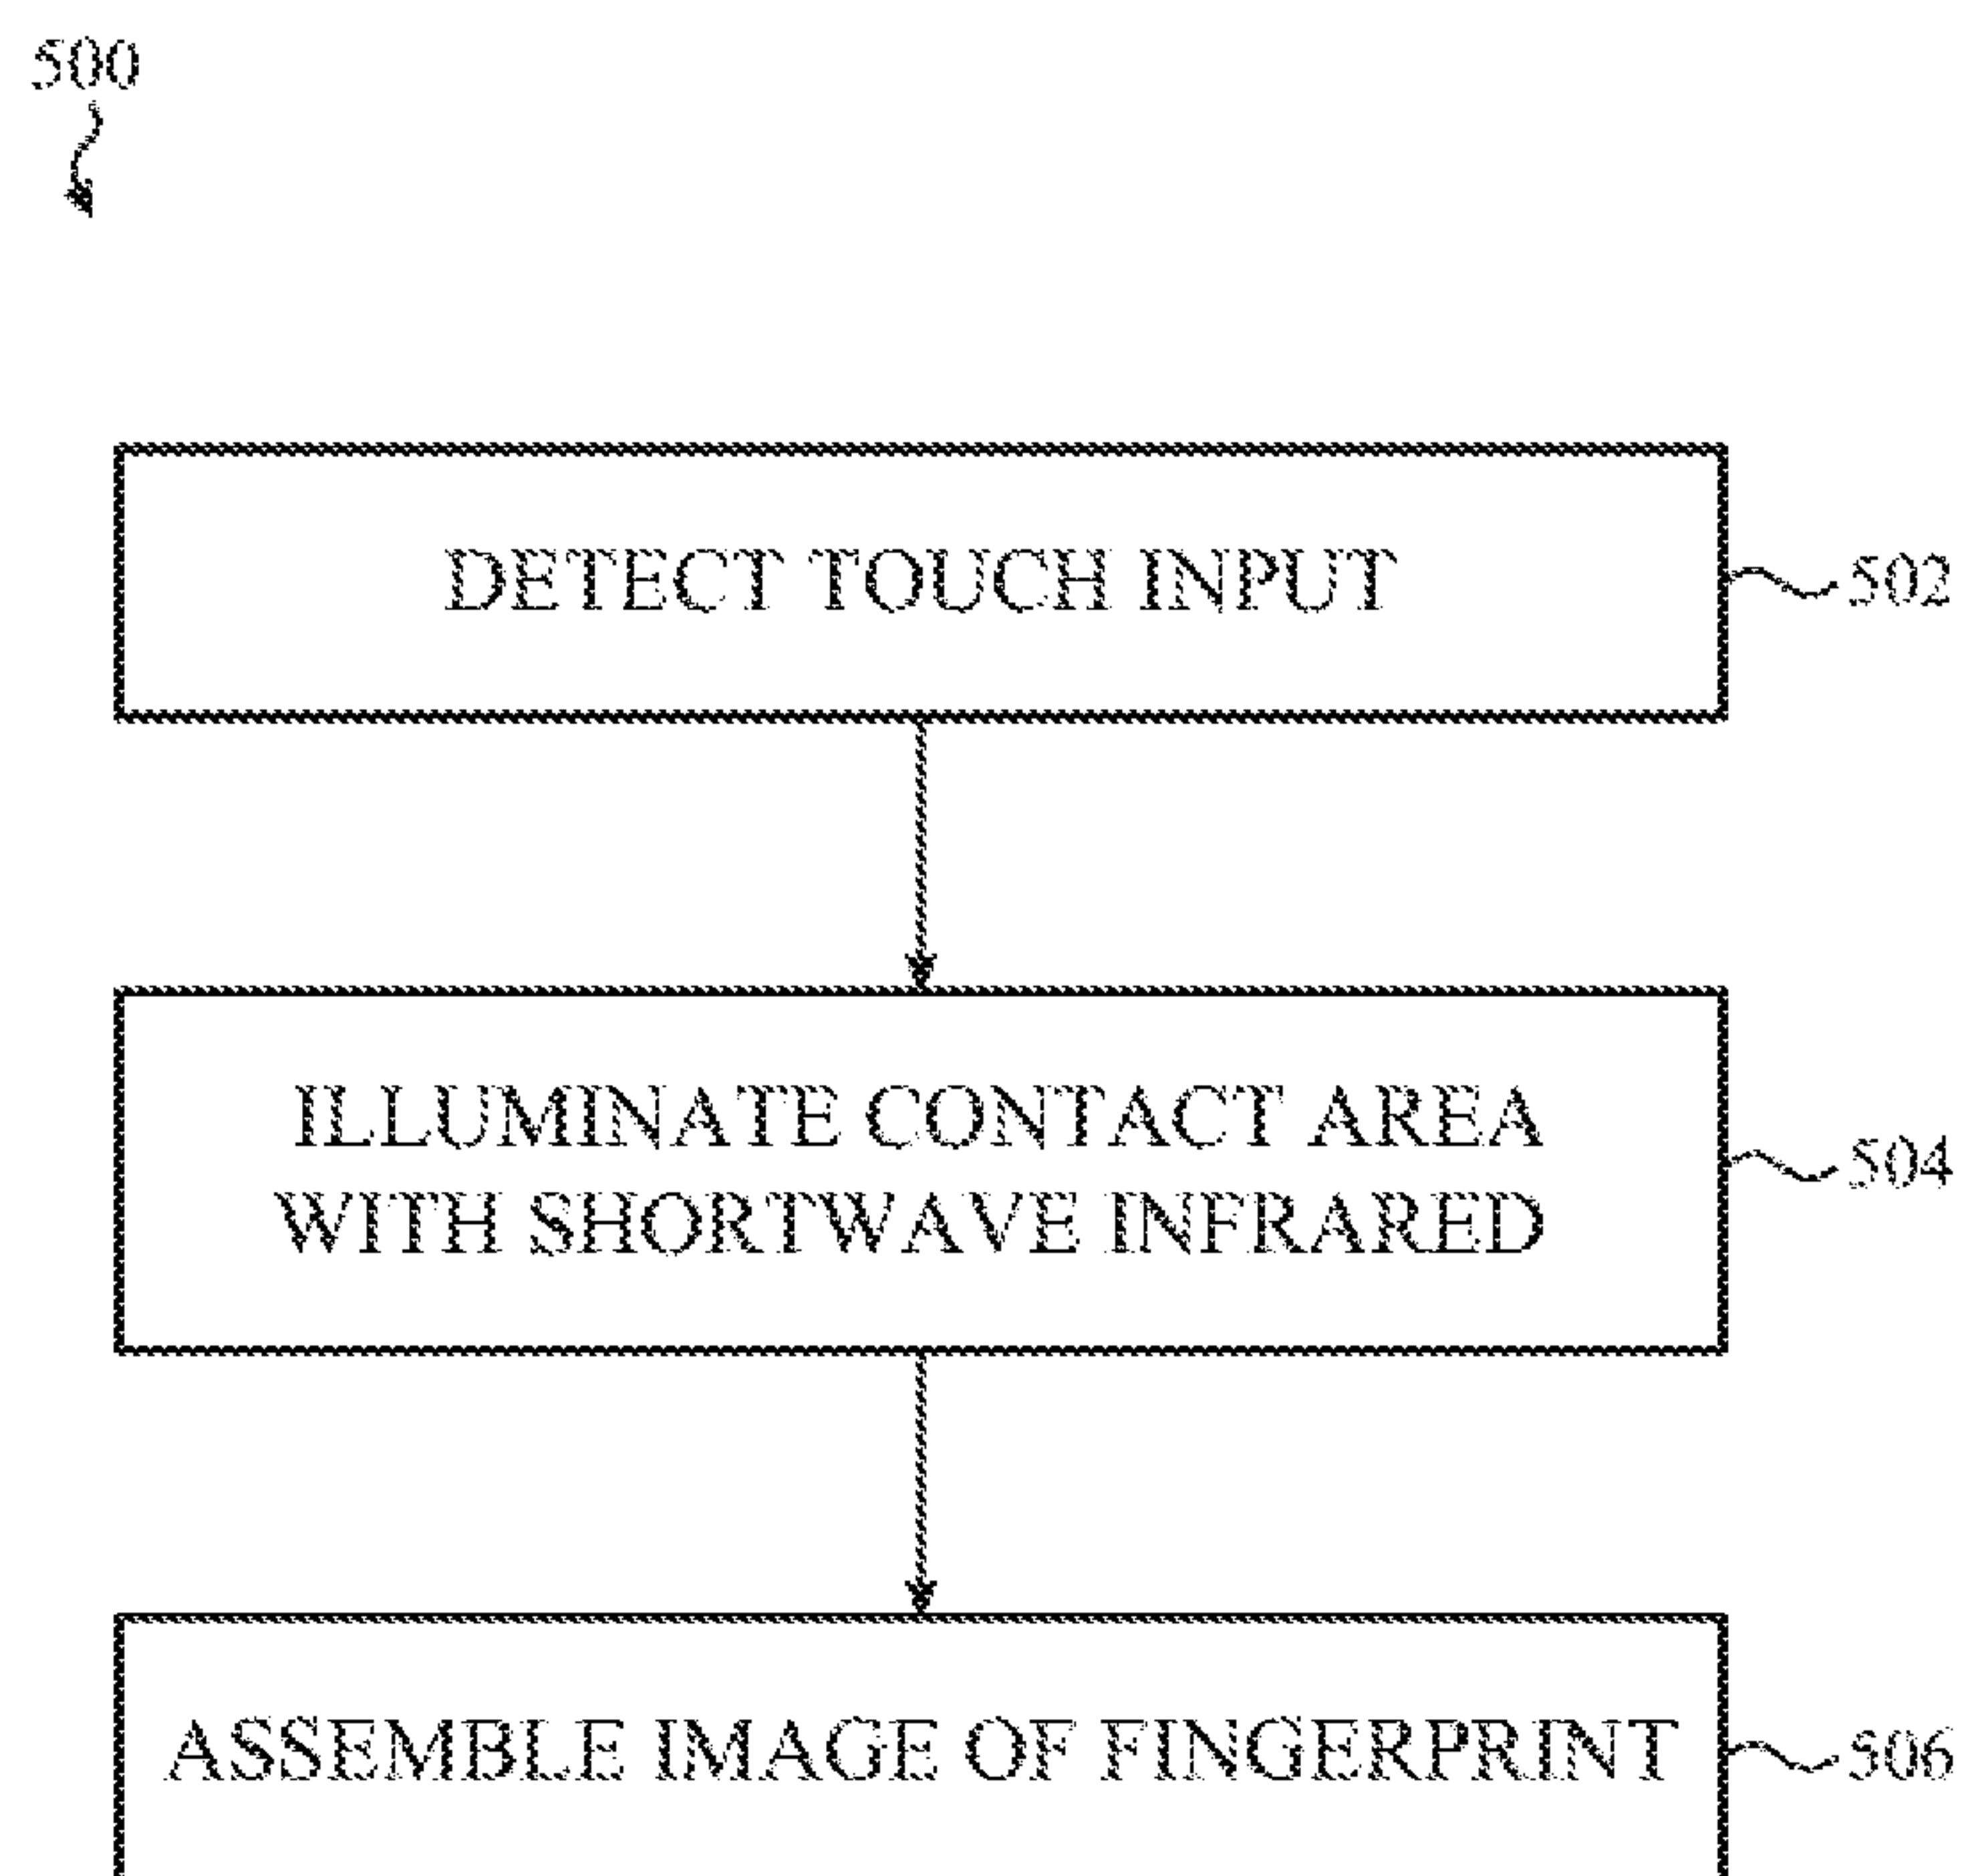 500
DETECT TOUCH INPUT
502
ILLUMINATE CONTACT AREA
WITH SHORTWAVE INFRARED
504
ASSEMBLE IMAGE OF FINGERPRINT
506